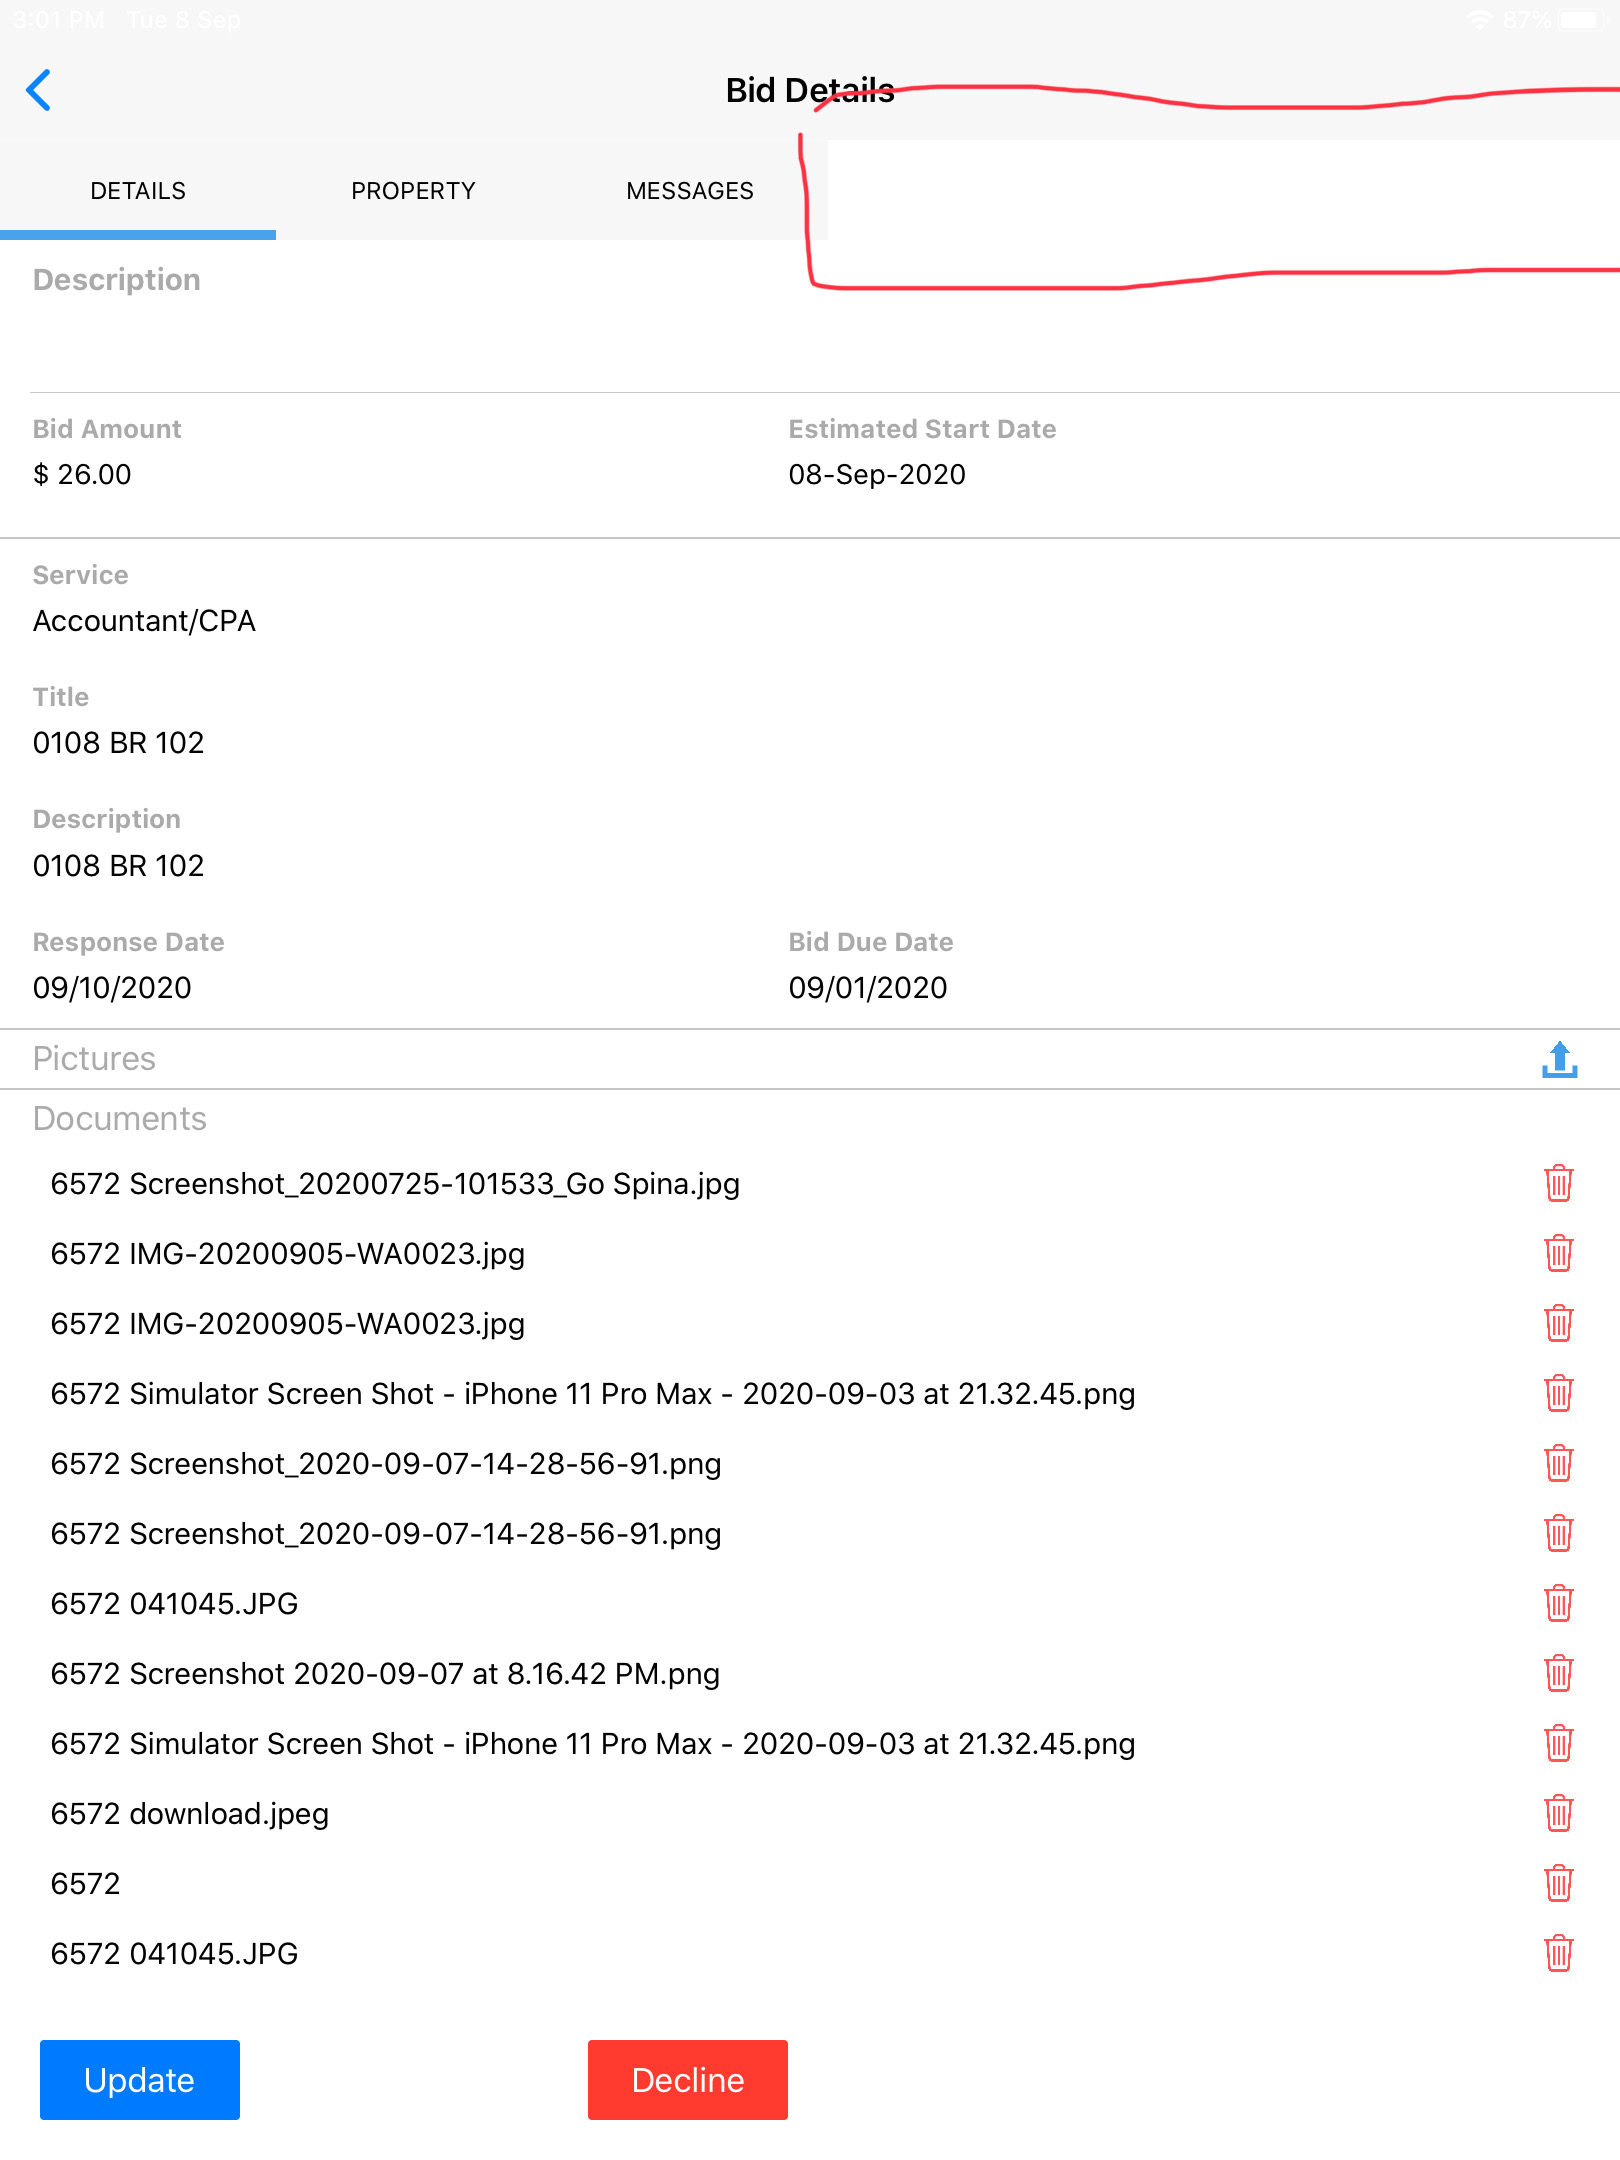 3:01 PM Tue 8 Sep 87%
Bid Details
DETAILS PROPERTY MESSAGES
Description
Bid Amount Estimated Start Date
$ 26.00 08-Sep-2020
Service
Accountant/CPA
Title
0108 BR 102
Description
0108 BR 102
Response Date Bid Due Date
09/10/2020 09/01/2020
Pictures
Documents
6572 Screenshot_20200725-101533_Go Spina.jpg
6572 IMG-20200905-WA0023.jpg
6572 IMG-20200905-WA0023.jpg
6572 Simulator Screen Shot - iPhone 11 Pro Max - 2020-09-03 at 21.32.45.png
6572 Screenshot_2020-09-07-14-28-56-91.png
6572 Screenshot_2020-09-07-14-28-56-91.png
6572 041045.JPG
6572 Screenshot 2020-09-07 at 8.16.42 PM.png
6572 Simulator Screen Shot - iPhone 11 Pro Max - 2020-09-03 at 21.32.45.png
6572 download.jpeg
6572
6572 041045.JPG
Update Decline